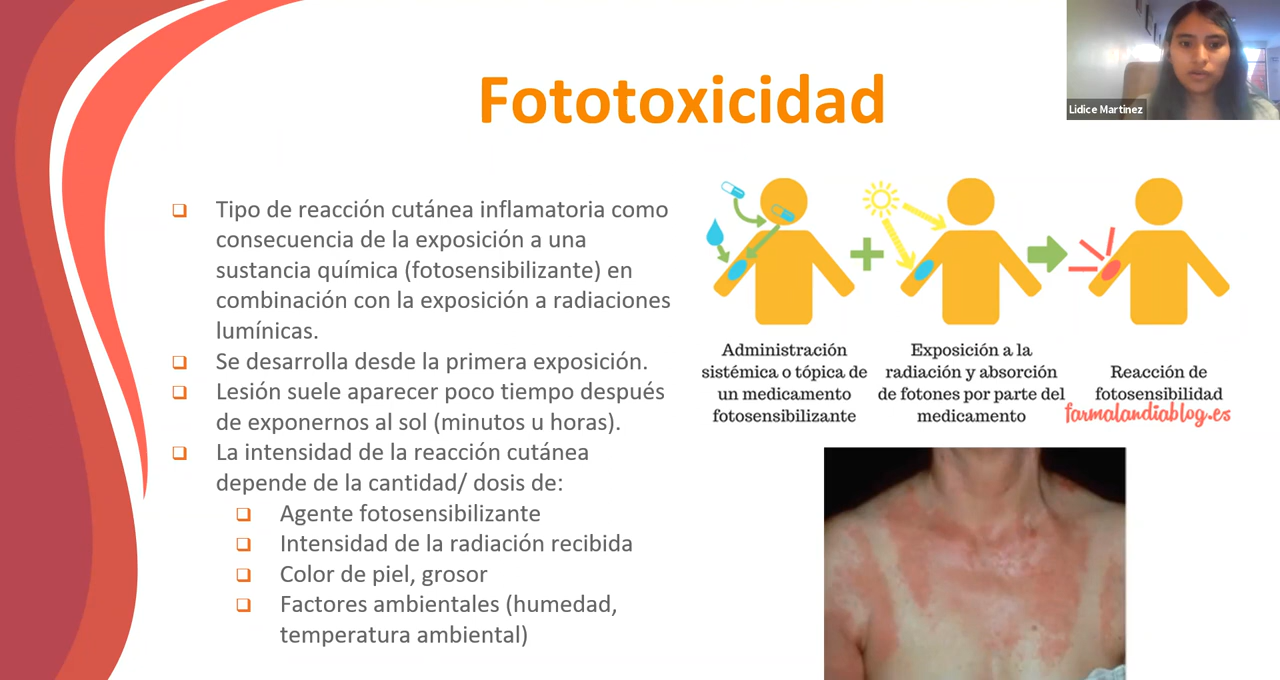 Fototoxicidad
Lidice Martinez
Tipo de reacción cutánea inflamatoria como
consecuencia de la exposición a una
sustancia química (fotosensibilizante) en
combinación con la exposición a radiaciones
lumínicas.
Se desarrolla desde la primera exposición.
Lesión suele aparecer poco tiempo después
de exponernos al sol (minutos u horas).
La intensidad de la reacción cutánea
depende de la cantidad/ dosis de:
Agente fotosensibilizante
Intensidad de la radiación recibida
Color de piel, grosor
Factores ambientales (humedad,
temperatura ambiental)
Administración
sistémica o tópica de
un medicamento
fotosensibilizante
Exposición a la
radiación y absorción
de fotones por parte del
medicamento
Reacción de
fotosensibilidad
farmalandiablog.es